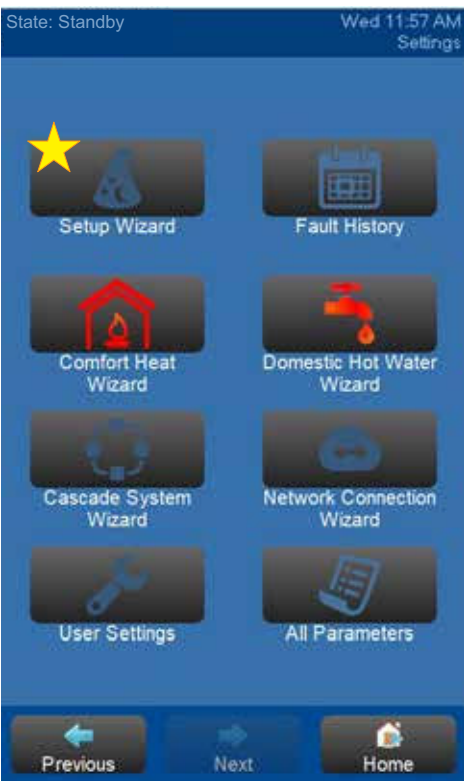 State: Standby
Wed 11:57 AM
Settings
Setup Wizard
Fault History
Comfort Heat
Wizard
Domestic Hot Water
Wizard
Cascade System
Wizard
Network Connection
Wizard
User Settings
All Parameters
Previous
Next
Home